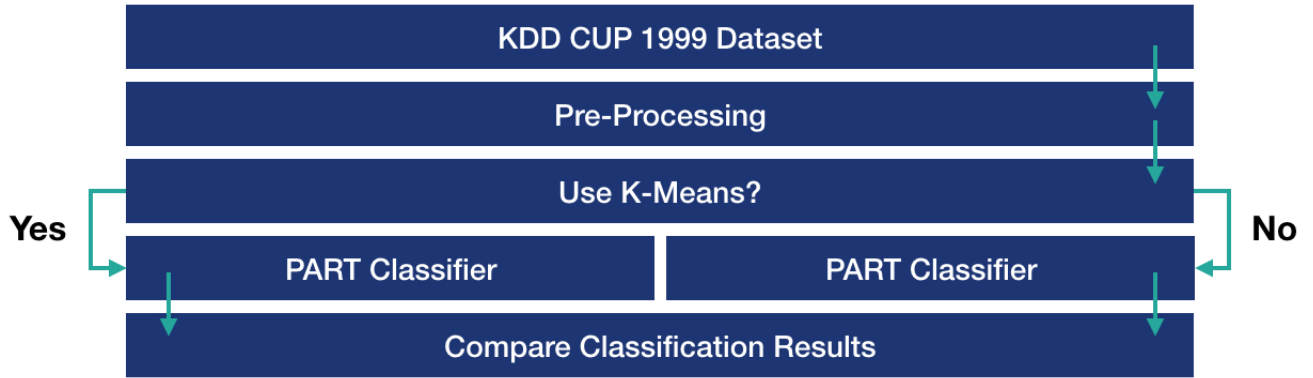 KDD CUP 1999 Dataset
Pre-Processing
Use K-Means?
Yes
No
PART Classifier
PART Classifier
Compare Classification Results